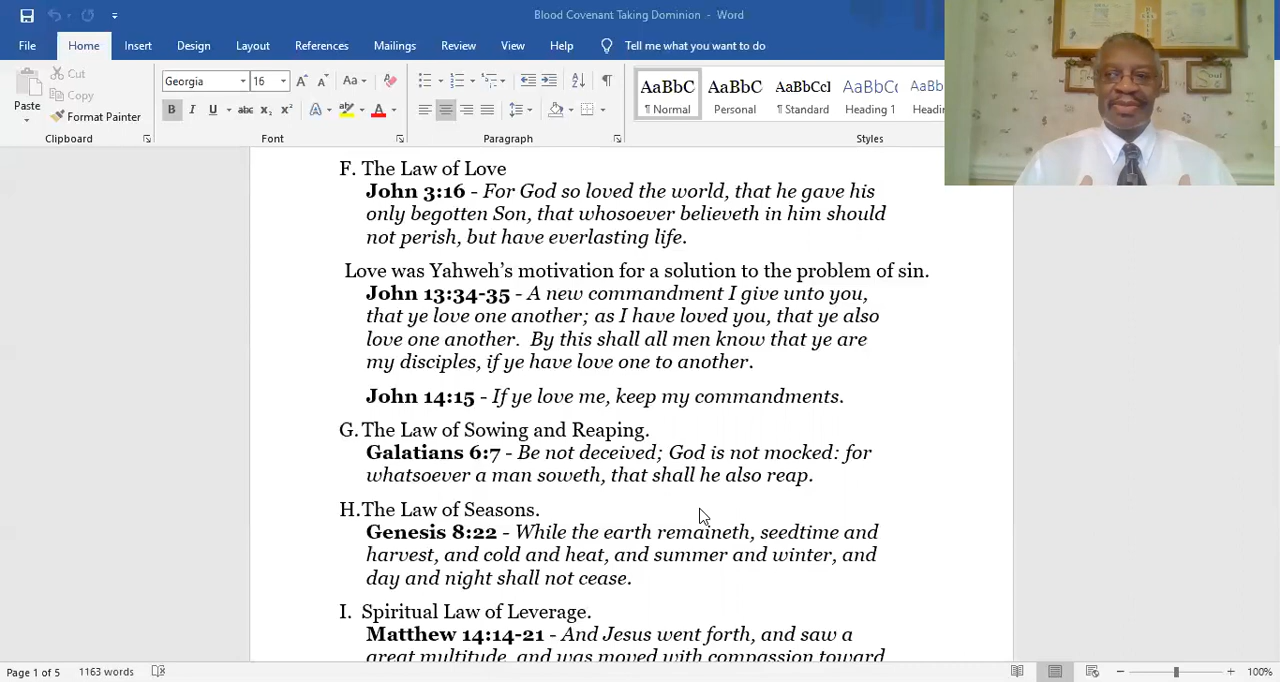 Blood Covenant Taking Dominion - Word
File Home Insert Design Layout References Mailings Review View Help Tell me what you want to do
Cut
Copy
Paste
Format Painter
Georgia 16
AaBbC AaBbC AaBbCcI AaBbC AaBbC
¶ Normal Personal ¶ Standard Heading 1
Clipboard Font Paragraph Styles
F. The Law of Love
John 3:16 - For God so loved the world, that he gave his
only begotten Son, that whosoever believeth in him should
not perish, but have everlasting life.
Love was Yahweh’s motivation for a solution to the problem of sin.
John 13:34-35 - A new commandment I give unto you,
that ye love one another; as I have loved you, that ye also
love one another. By this shall all men know that ye are
my disciples, if ye have love one to another.
John 14:15 - If ye love me, keep my commandments.
G. The Law of Sowing and Reaping.
Galatians 6:7 - Be not deceived; God is not mocked: for
whatsoever a man soweth, that shall he also reap.
H. The Law of Seasons.
Genesis 8:22 - While the earth remaineth, seedtime and
harvest, and cold and heat, and summer and winter, and
day and night shall not cease.
I. Spiritual Law of Leverage.
Matthew 14:14-21 - And Jesus went forth, and saw a
great multitude, and was moved with compassion toward
Page 1 of 5 1163 words 100%